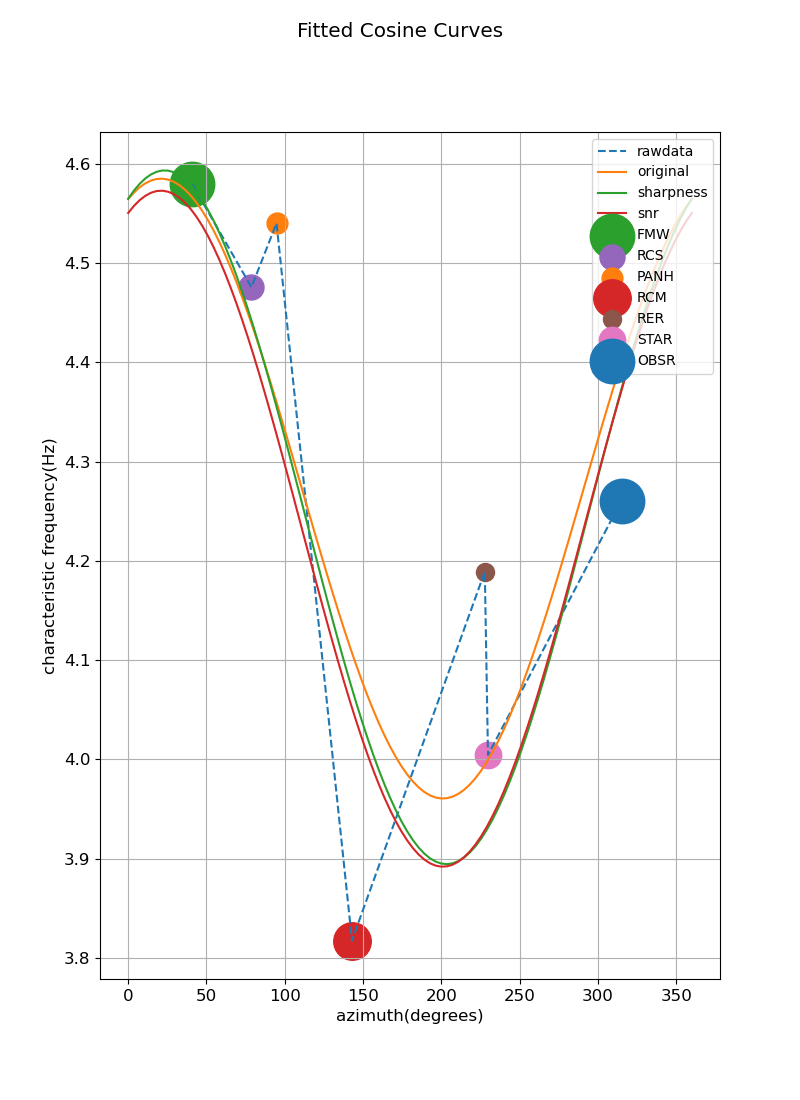 Fitted Cosine Curves
4.6
4.5
4.4
4.3
4.2
4.1
4.0
3.9
3.8
characteristic frequency(Hz)
0 50 100 150 200 250 300 350
azimuth(degrees)
rawdata
original
sharpness
snr
FMW
RCS
PANH
RCM
RER
STAR
OBSR